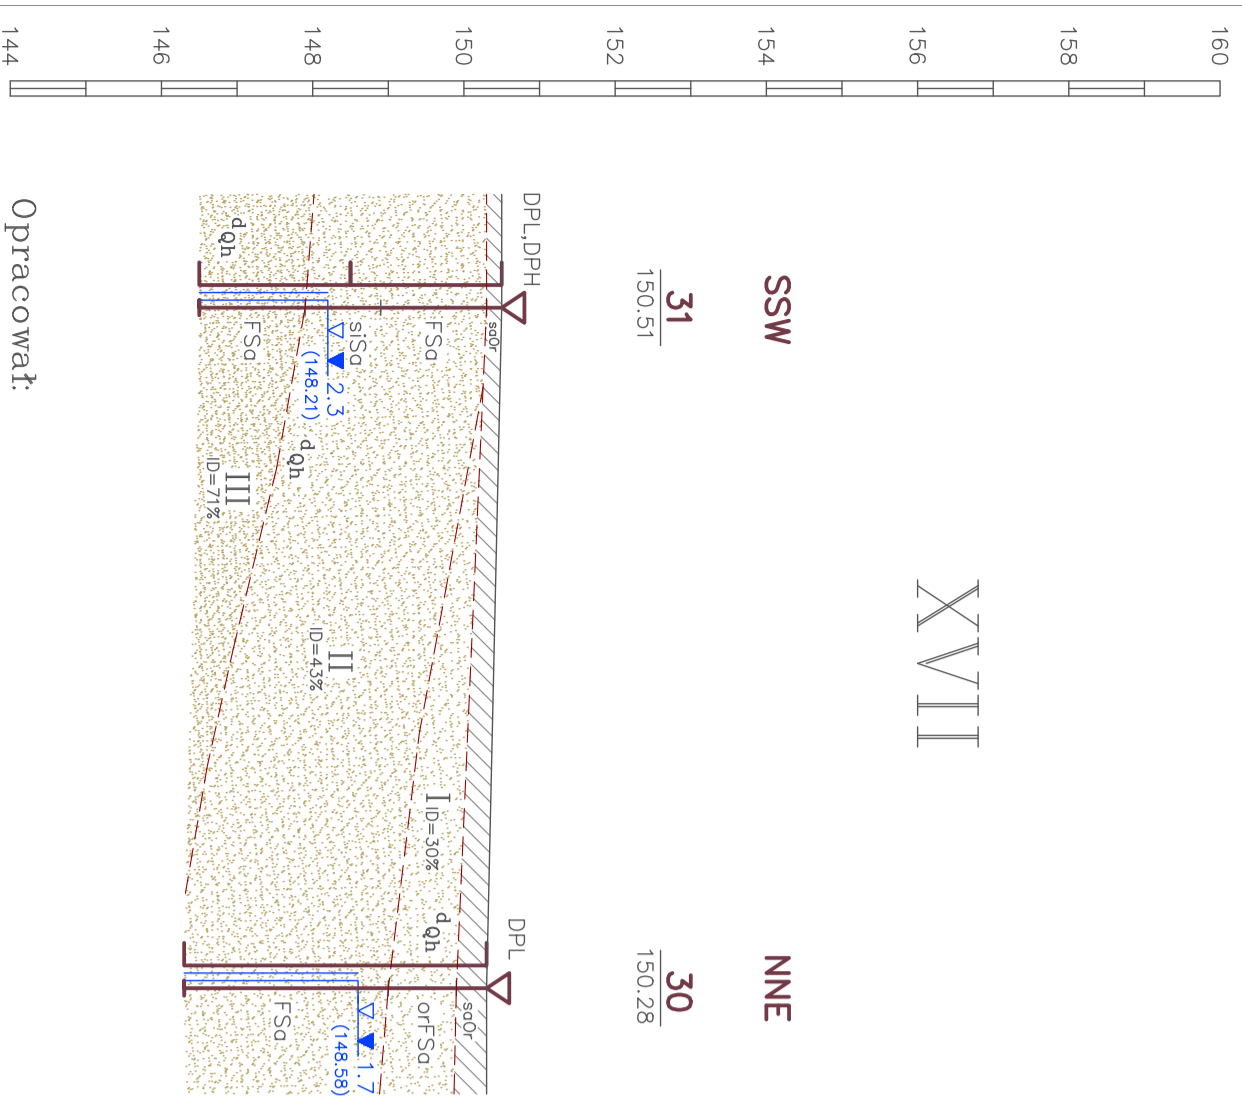 160
158
156
154
152
150
148
146
144
XVII
SSW
NNE
31
150.51
30
150.28
DPL,DPH
DPL
saOr
FSa
siSa
FSa
2.3
(148.21)
dQh
dQh
III
ID=71%
II
ID=43%
I ID=30%
dQh
saOr
orFSa
FSa
1.7
(148.58)
Opracował: